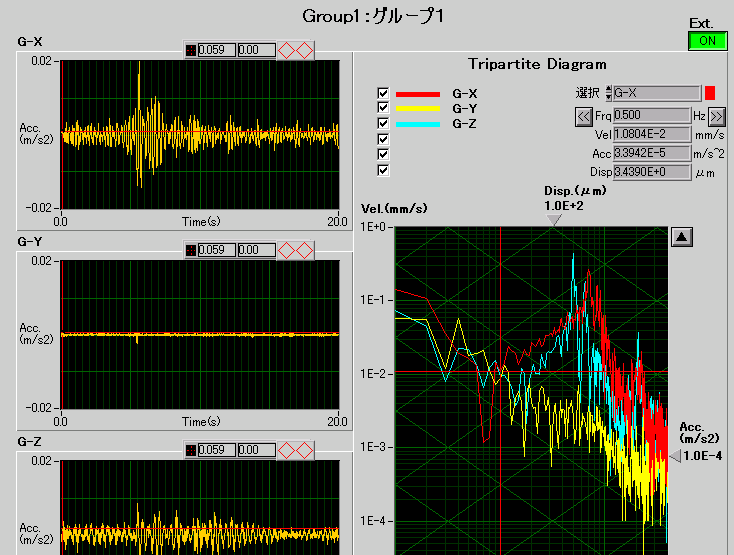 Group1:グループ1
Ext.
ON
G-X
0.059 0.00
0.02
Acc.
(m/s2)
-0.02
0.0 Time(s) 20.0
G-Y
0.059 0.00
0.02
Acc.
(m/s2)
-0.02
0.0 Time(s) 20.0
G-Z
0.059 0.00
0.02
Acc.
(m/s2)
Tripartite Diagram
G-X
G-Y
G-Z
選択 G-X
<< Frq 0.500 Hz >>
Vel 1.0804E-2 mm/s
Acc 3.3942E-5 m/s^2
Disp 3.4390E+0 μm
Disp.(μm)
1.0E+2
Vel.(mm/s)
1E+0
1E-1
1E-2
1E-3
1E-4
Acc.
(m/s2)
1.0E-4